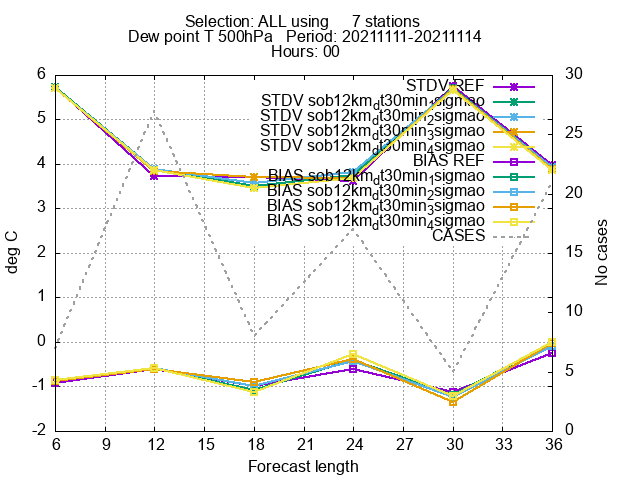 Selection: ALL using 7 stations
Dew point T 500hPa Period: 20211111-20211114
Hours: 00
6
5
4
3
2
1
0
-1
-2
deg C
30
25
20
15
10
5
0
No cases
STDV REF
STDV sob12km_dt30min_1sigmao
STDV sob12km_dt30min_2sigmao
STDV sob12km_dt30min_3sigmao
STDV sob12km_dt30min_4sigmao
BIAS REF
BIAS sob12km_dt30min_1sigmao
BIAS sob12km_dt30min_2sigmao
BIAS sob12km_dt30min_3sigmao
BIAS sob12km_dt30min_4sigmao
CASES
6 9 12 15 18 21 24 27 30 33 36
Forecast length